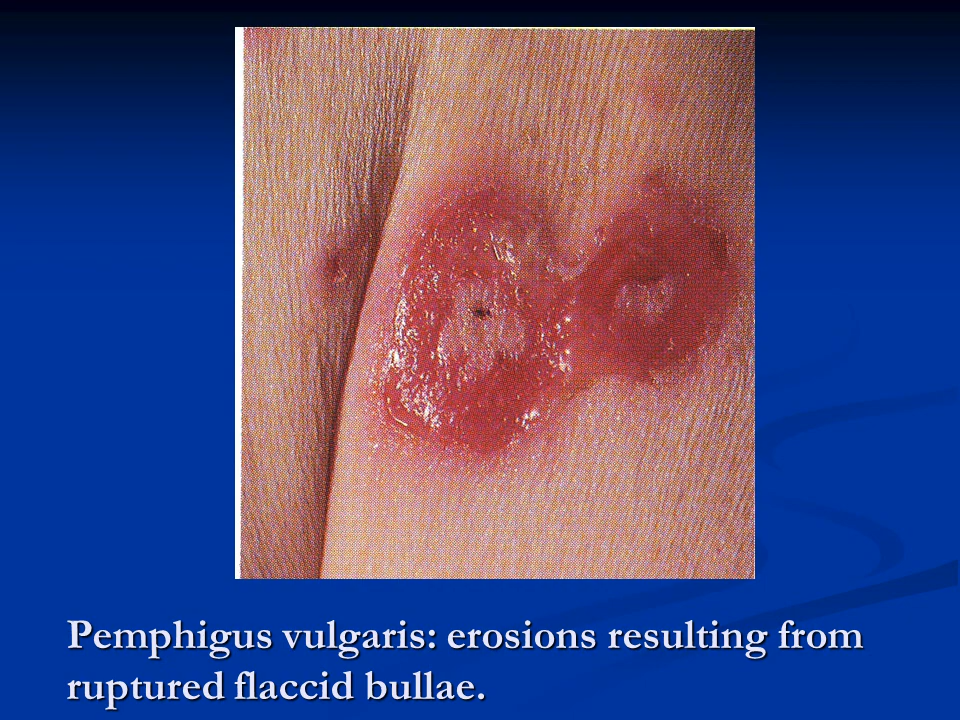 Pemphigus vulgaris: erosions resulting from
ruptured flaccid bullae.